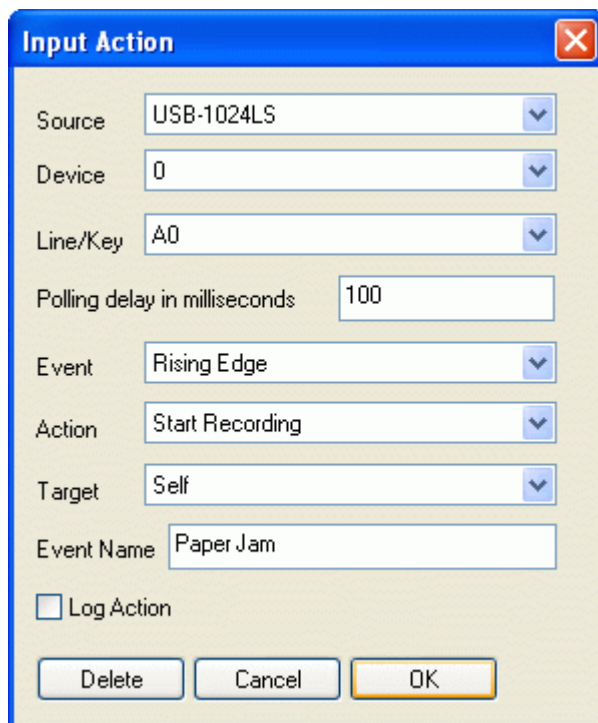 Input Action
Source USB-1024LS
Device 0
Line/Key A0
Polling delay in milliseconds 100
Event Rising Edge
Action Start Recording
Target Self
Event Name Paper Jam
Log Action
Delete Cancel OK